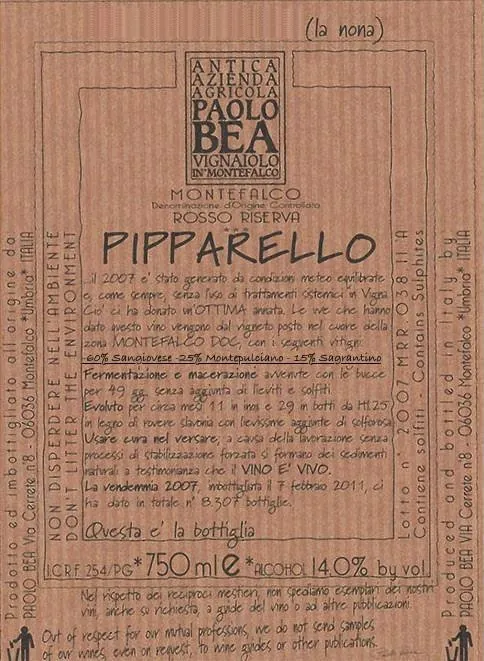 (la nona)
ANTICA
AZIENDA
AGRICOLA
PAOLO
BEA
VIGNAIOLO
IN MONTEFALCO
MONTEFALCO
Denominazione d'Origine Controllata
ROSSO RISERVA
***
PIPPARELLO
...il 2007 e' stato generato da condizioni meteo equilibrate
e, come sempre, senza l'uso di trattamenti sistemici in Vigna.
Cio' ci ha donato un'OTTIMA annata. Le uve che hanno
dato questo vino vengono dal vigneto posto nel cuore della
zona MONTEFALCO DOC, con i seguenti vitigni:
60% Sangiovese -25% Montepulciano - 15% Sagrantino
Fermentazione e macerazione avvenute con le bucce
per 49 gg. senza aggiunta di lieviti e solfiti.
Evoluto per circa mesi 11 in inox e 29 in botti da Hl.25
in legno di rovere slavonia con lievissime aggiunte di solforosa
Usare cura nel versare; a causa della lavorazione senza
processi di stabilizzazione forzata si formano dei sedimenti
naturali a testimonianza che il VINO E' VIVO.
La vendemmia 2007, imbottigliata il 7 febbraio 2011, ci
ha dato in totale n° 8.307 bottiglie.
Questa e' la bottiglia
I.C.R.F. 254/PG * 750 ml e * ALCOHOL 14.0% by vol.
Nel rispetto dei reciproci mestieri, non spediamo esemplari dei nostri
vini, anche su richiesta, a guide del vino o ad altre pubblicazioni.
Out of respect for our mutual professions, we do not send samples
of our wines, even on request, to wine guides or other publications.
Prodotto ed imbottigliato all'origine da
PAOLO BEA Via Cerrete n°8 - 06036 Montefalco *Umbria* ITALIA
NON DISPERDERE NELL'AMBIENTE
DON'T LITTER THE ENVIRONMENT
Lotto n° 2007 MRR 038 11'A
Contiene solfiti - Contains Sulphites
Produced and bottled in Italy by
PAOLO BEA Via Cerrete n°8 - 06036 Montefalco *Umbria* ITALIA